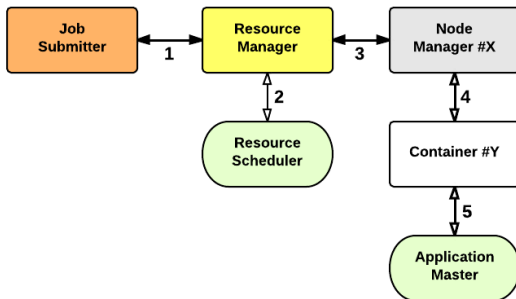 Job
Submitter
1
Resource
Manager
3
Node
Manager #X
2
4
Resource
Scheduler
Container #Y
5
Application
Master